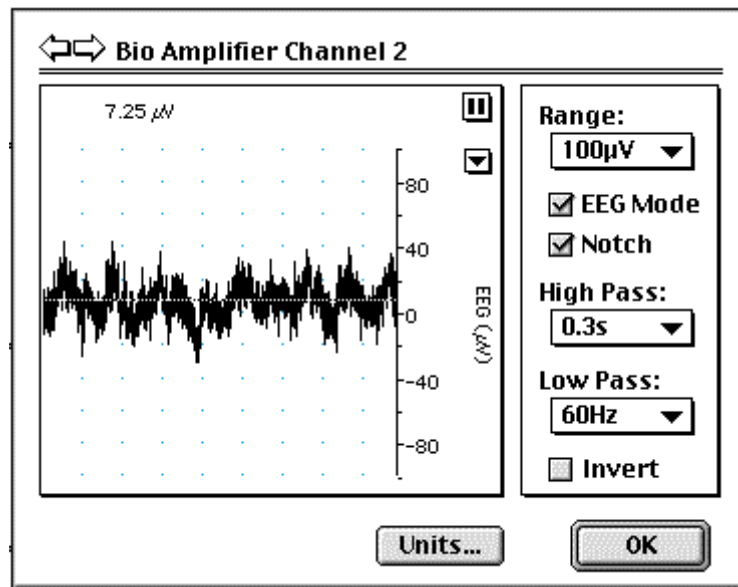 Bio Amplifier Channel 2
7.25 µV
80
40
0
-40
-80
EEG (µV)
Range:
100µV
EEG Mode
Notch
High Pass:
0.3s
Low Pass:
60Hz
Invert
Units...
OK